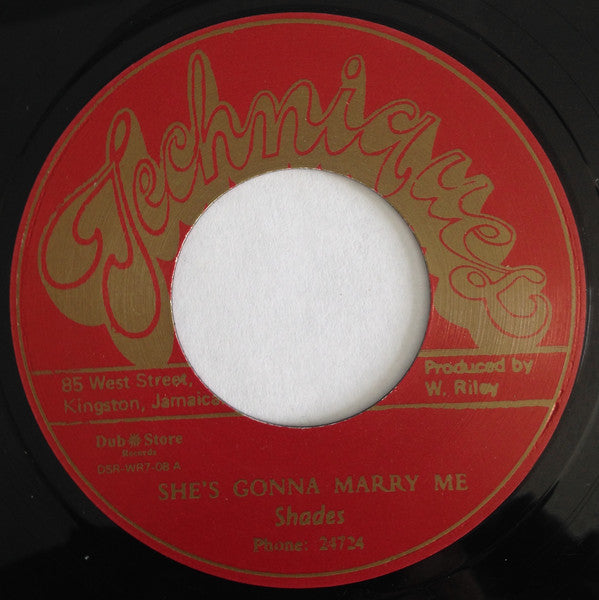 Techniques
85 West Street,
Kingston, Jamaica
Produced by
W. Riley
Dub Store
Records
DSR-WR7-08 A
SHE'S GONNA MARRY ME
Shades
Phone: 24724